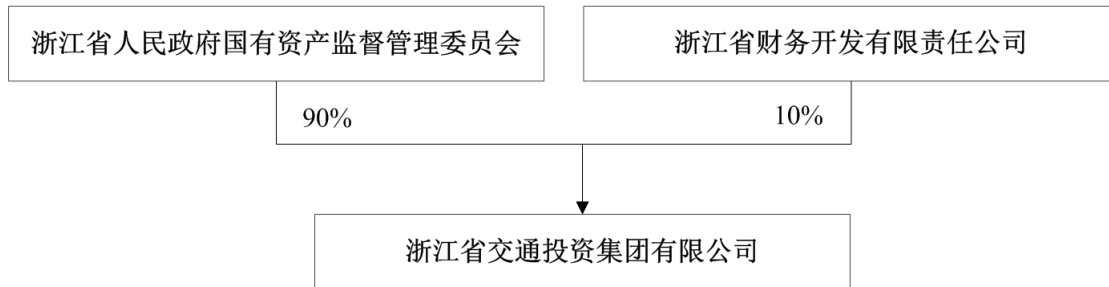 浙江省人民政府国有资产监督管理委员会
浙江省财务开发有限责任公司
90%
10%
浙江省交通投资集团有限公司